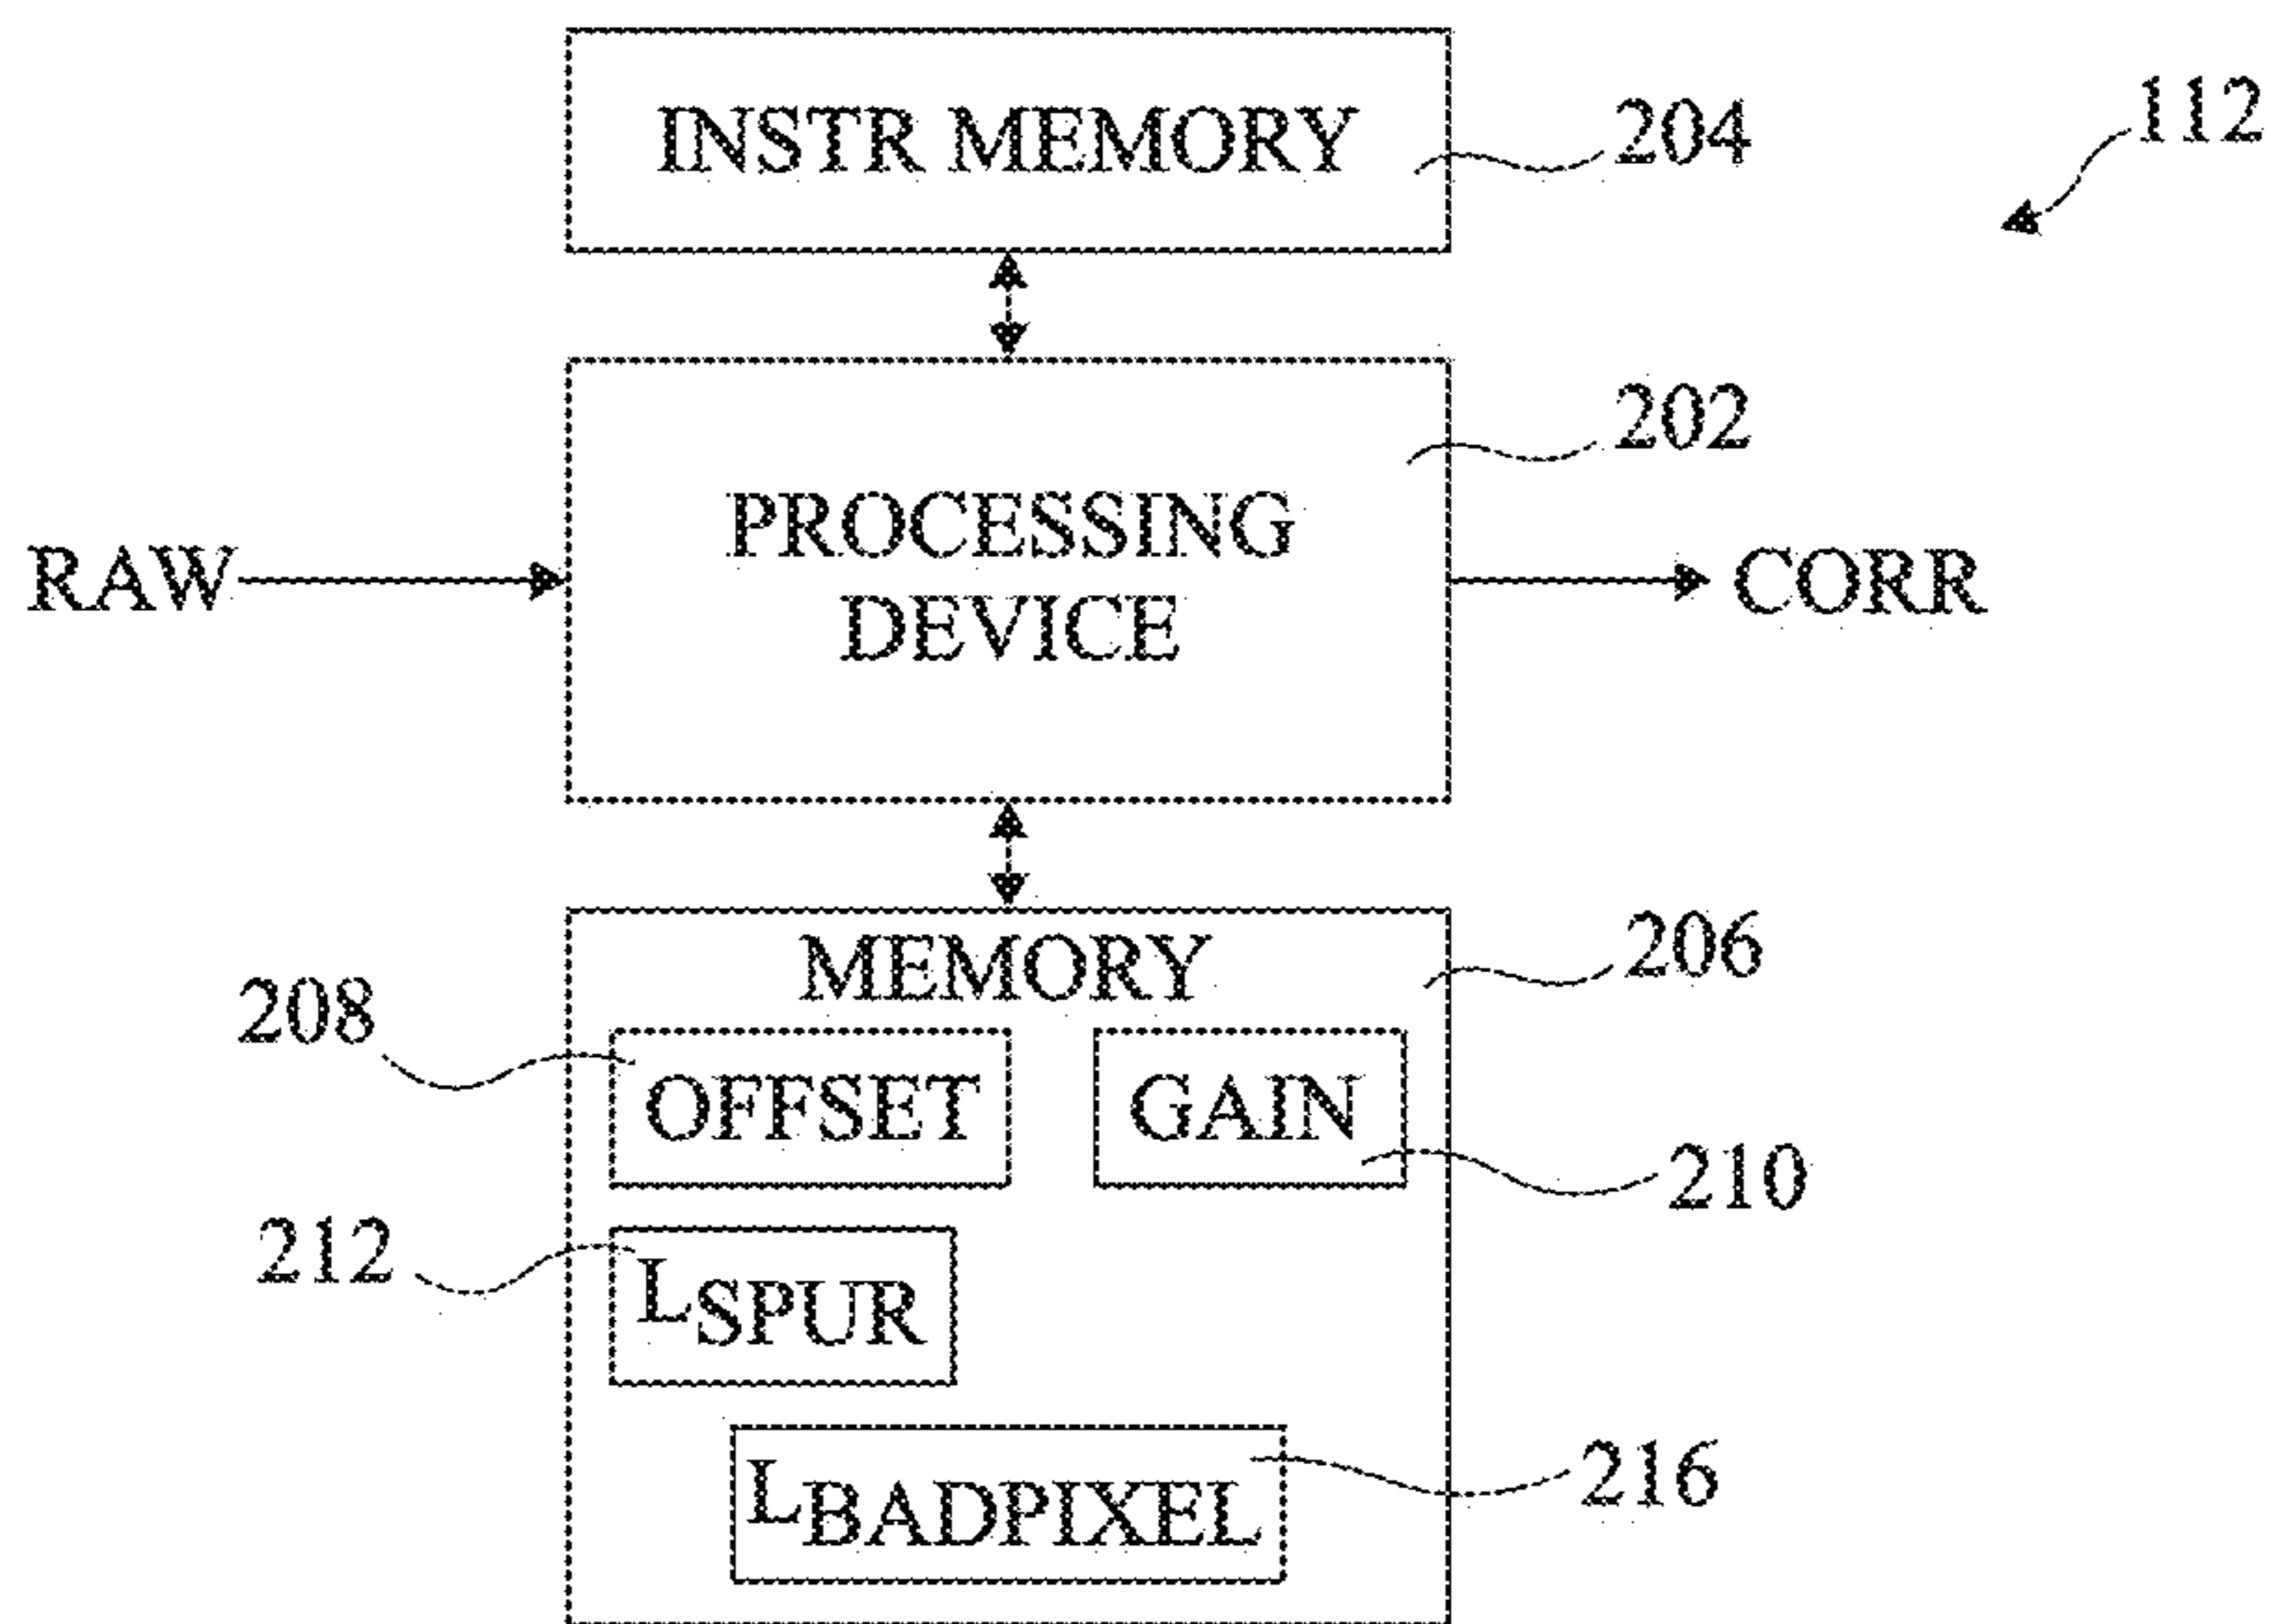 INSTR MEMORY
204
112
202
PROCESSING
DEVICE
RAW
CORR
MEMORY
206
208
OFFSET
GAIN
210
212
LSPUR
LBADPIXEL
216